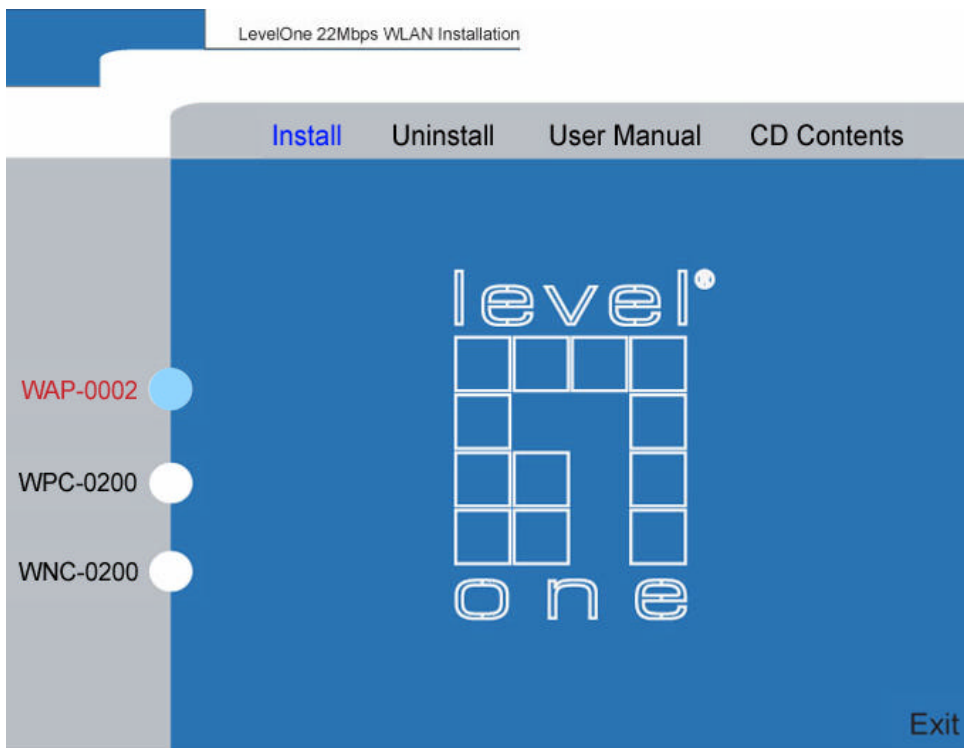 LevelOne 22Mbps WLAN Installation
Install Uninstall User Manual CD Contents
level®
WAP-0002
WPC-0200
WNC-0200
one
Exit